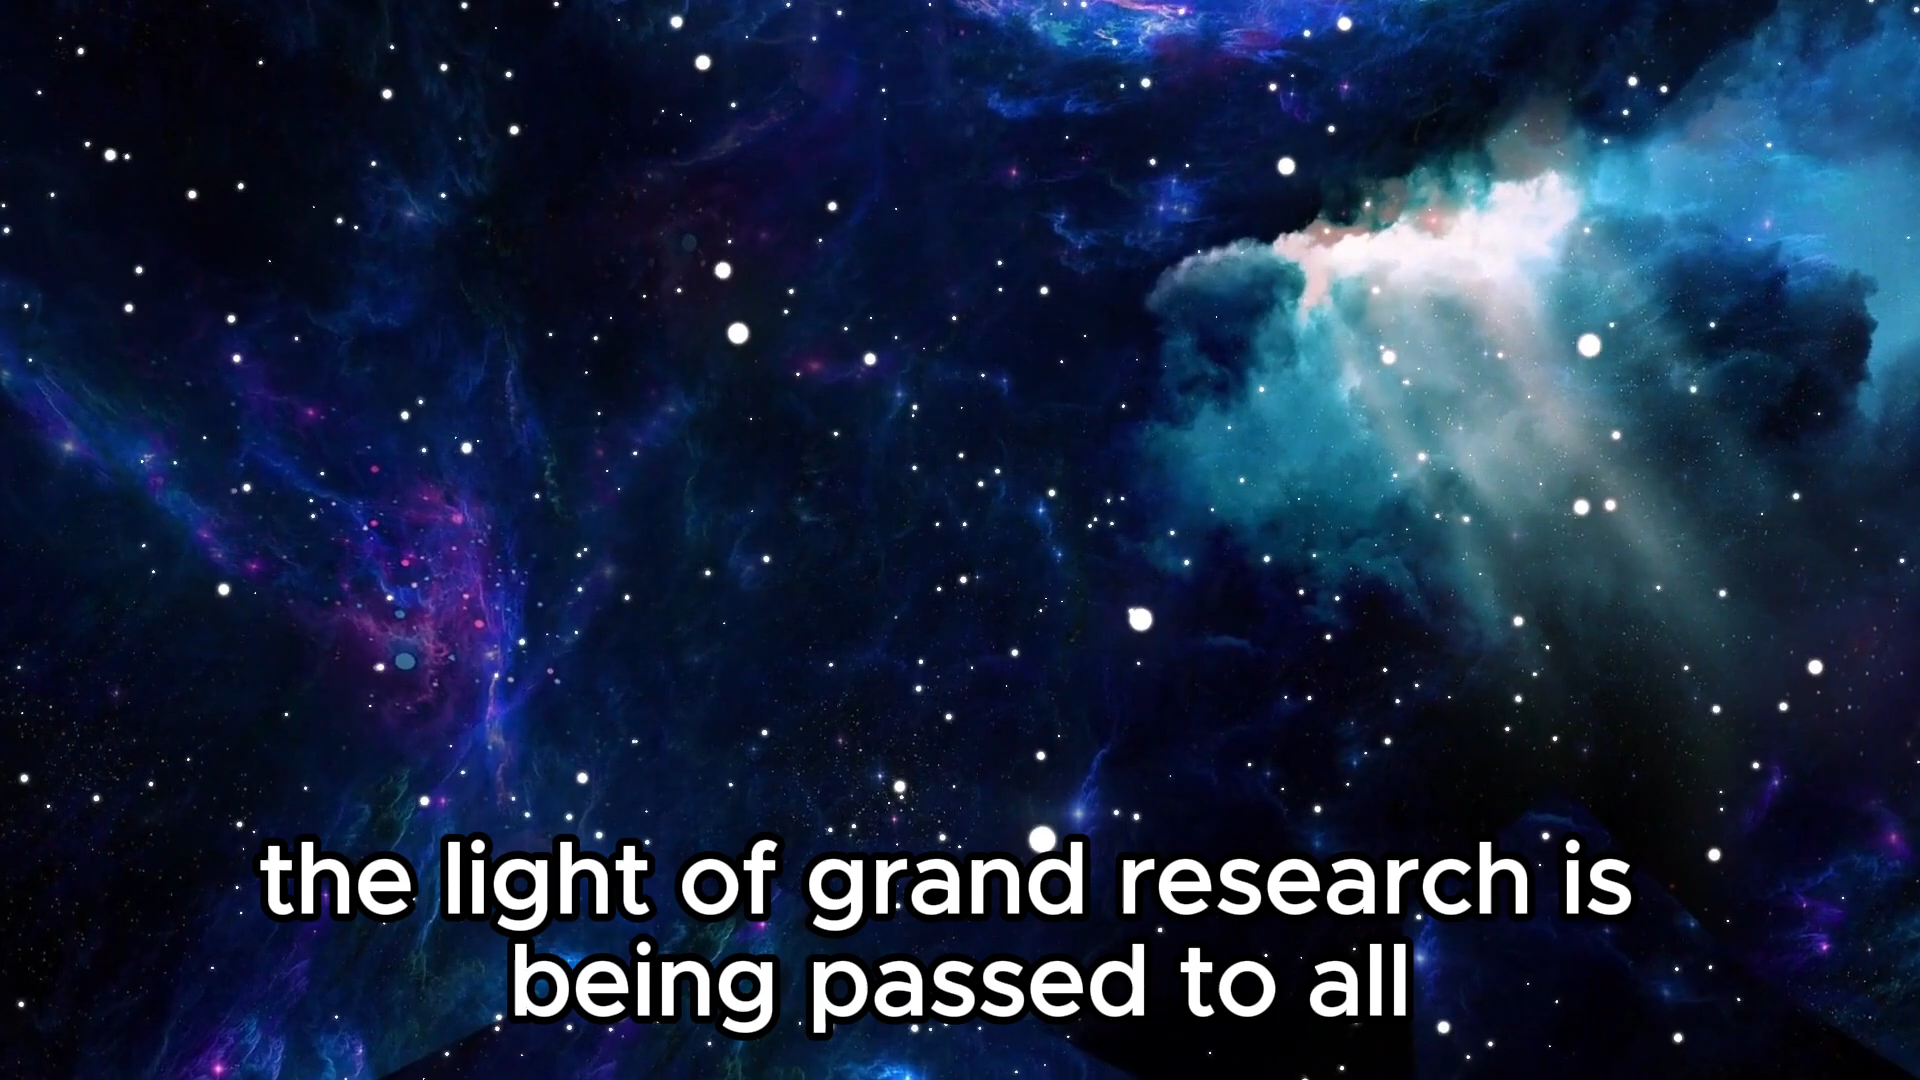 the light of grand research is
being passed to all